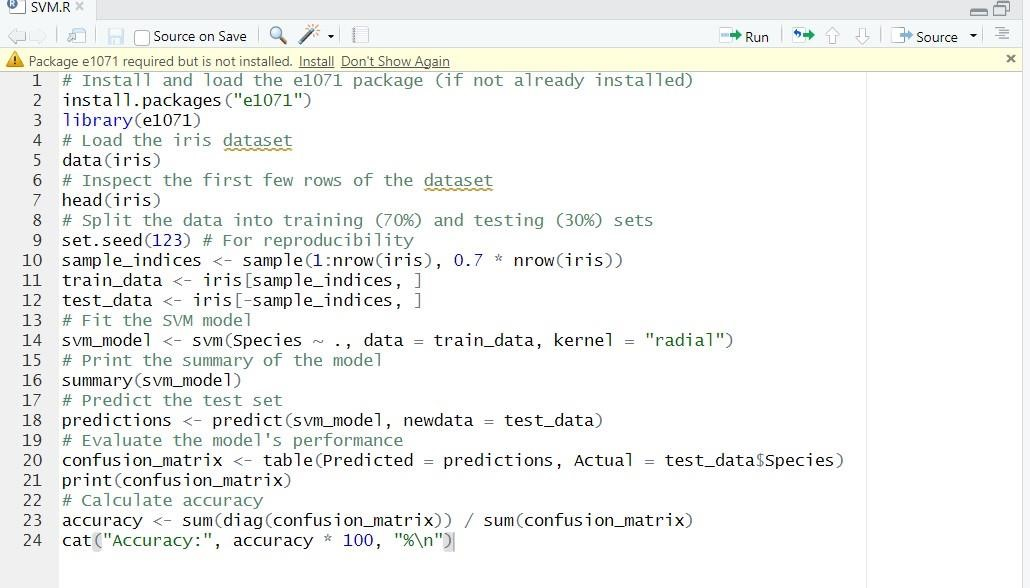 SVM.R
Source on Save
Run
Source
Package e1071 required but is not installed. Install Don't Show Again
1 # Install and load the e1071 package (if not already installed)
2 install.packages("e1071")
3 library(e1071)
4 # Load the iris dataset
5 data(iris)
6 # Inspect the first few rows of the dataset
7 head(iris)
8 # Split the data into training (70%) and testing (30%) sets
9 set.seed(123) # For reproducibility
10 sample_indices <- sample(1:nrow(iris), 0.7 * nrow(iris))
11 train_data <- iris[sample_indices, ]
12 test_data <- iris[-sample_indices, ]
13 # Fit the SVM model
14 svm_model <- svm(Species ~ ., data = train_data, kernel = "radial")
15 # Print the summary of the model
16 summary(svm_model)
17 # Predict the test set
18 predictions <- predict(svm_model, newdata = test_data)
19 # Evaluate the model's performance
20 confusion_matrix <- table(Predicted = predictions, Actual = test_data$Species)
21 print(confusion_matrix)
22 # Calculate accuracy
23 accuracy <- sum(diag(confusion_matrix)) / sum(confusion_matrix)
24 cat("Accuracy:", accuracy * 100, "%\n")